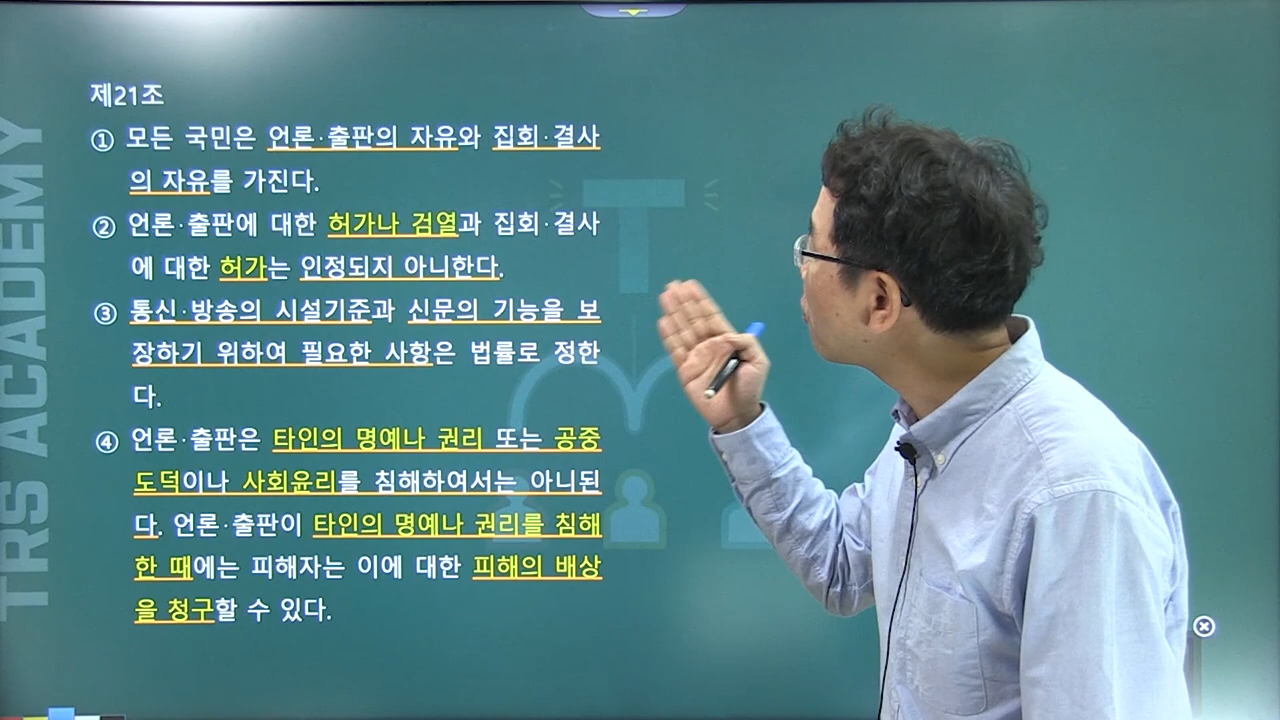 TRS ACADEMY
제21조
① 모든 국민은 언론·출판의 자유와 집회·결사
의 자유를 가진다.
② 언론·출판에 대한 허가나 검열과 집회·결사
에 대한 허가는 인정되지 아니한다.
③ 통신·방송의 시설기준과 신문의 기능을 보
장하기 위하여 필요한 사항은 법률로 정한
다.
④ 언론·출판은 타인의 명예나 권리 또는 공중
도덕이나 사회윤리를 침해하여서는 아니된
다. 언론·출판이 타인의 명예나 권리를 침해
한 때에는 피해자는 이에 대한 피해의 배상
을 청구할 수 있다.